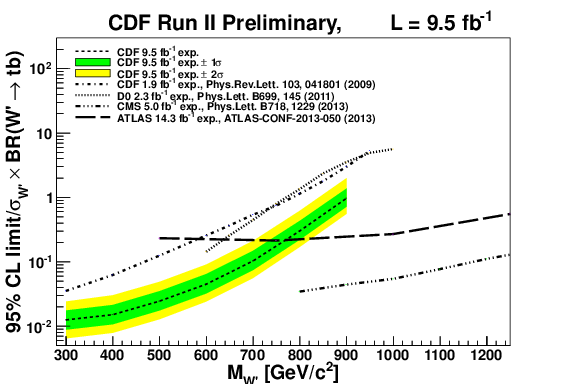 CDF Run II Preliminary, L = 9.5 fb⁻¹
CDF 9.5 fb⁻¹ exp.
CDF 9.5 fb⁻¹ exp. ± 1σ
CDF 9.5 fb⁻¹ exp. ± 2σ
CDF 1.9 fb⁻¹ exp., Phys.Rev.Lett. 103, 041801 (2009)
D0 2.3 fb⁻¹ exp., Phys.Lett. B699, 145 (2011)
CMS 5.0 fb⁻¹ exp., Phys.Lett. B718, 1229 (2013)
ATLAS 14.3 fb⁻¹ exp., ATLAS-CONF-2013-050 (2013)
95% CL limit/σ_W' × BR(W' → tb)
10²
10
1
10⁻¹
10⁻²
300 400 500 600 700 800 900 1000 1100 1200
M_W' [GeV/c²]